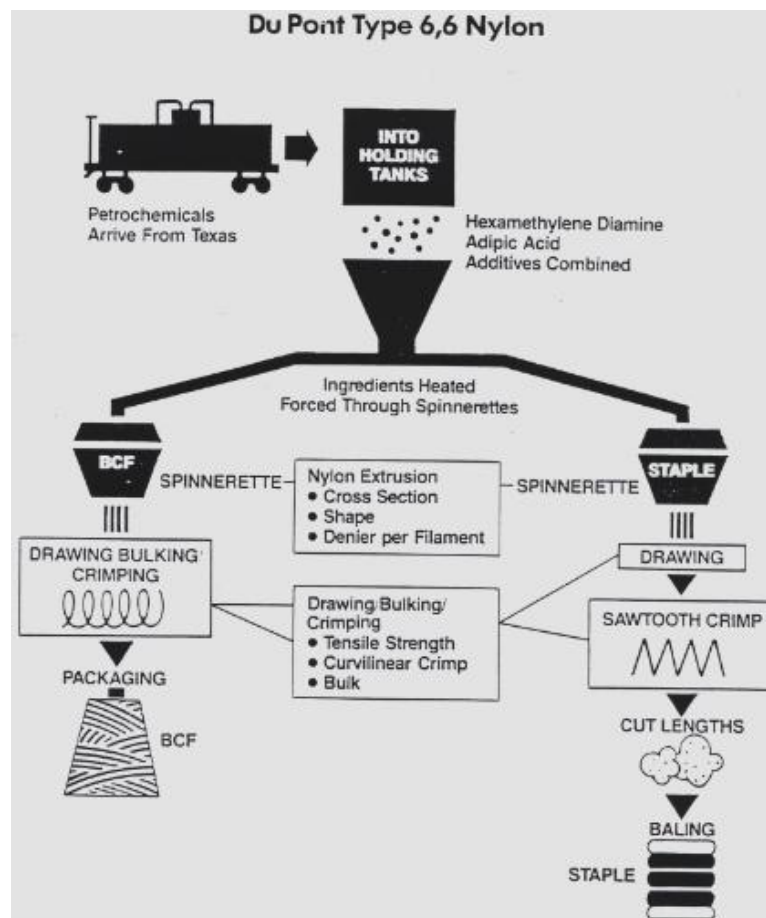 Du Pont Type 6,6 Nylon
INTO
HOLDING
TANKS
Petrochemicals
Arrive From Texas
Hexamethylene Diamine
Adipic Acid
Additives Combined
Ingredients Heated
Forced Through Spinnerettes
BCF
STAPLE
SPINNERETTE
Nylon Extrusion
• Cross Section
• Shape
• Denier per Filament
SPINNERETTE
DRAWING BULKING/
CRIMPING
DRAWING
Drawing/Bulking/
Crimping
• Tensile Strength
• Curvilinear Crimp
• Bulk
SAWTOOTH CRIMP
PACKAGING
BCF
CUT LENGTHS
BALING
STAPLE